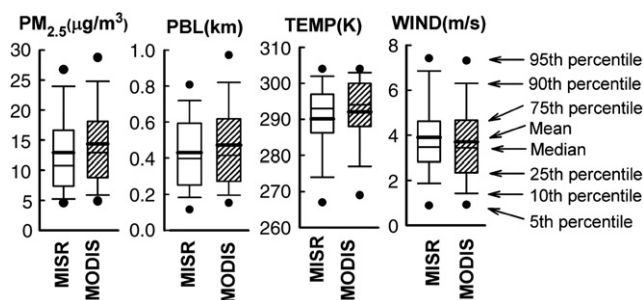 PM2.5(μg/m3) PBL(km) TEMP(K) WIND(m/s)
30 1.0 310 8
25 0.8 300 6
20 0.6 290 4
15 0.4 280 2
10 0.2 270 0
5 0.0 260
0
95th percentile
90th percentile
75th percentile
Mean
Median
25th percentile
10th percentile
5th percentile
MISR MODIS MISR MODIS MISR MODIS MISR MODIS